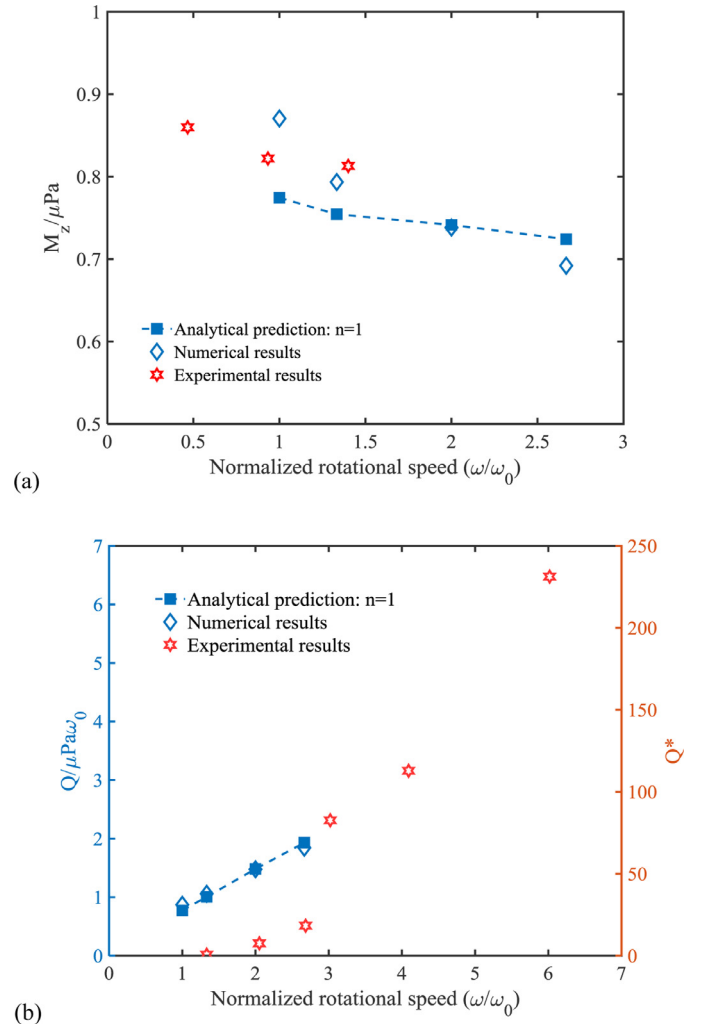 1
0.9
0.8
0.7
0.6
0.5
M_z/μPa
Analytical prediction: n=1
Numerical results
Experimental results
0 0.5 1 1.5 2 2.5 3
Normalized rotational speed (ω/ω_0)
(a)
7
6
5
4
3
2
1
0
Q/μPaω_0
Analytical prediction: n=1
Numerical results
Experimental results
250
200
150
100
50
0
Q*
0 1 2 3 4 5 6 7
Normalized rotational speed (ω/ω_0)
(b)